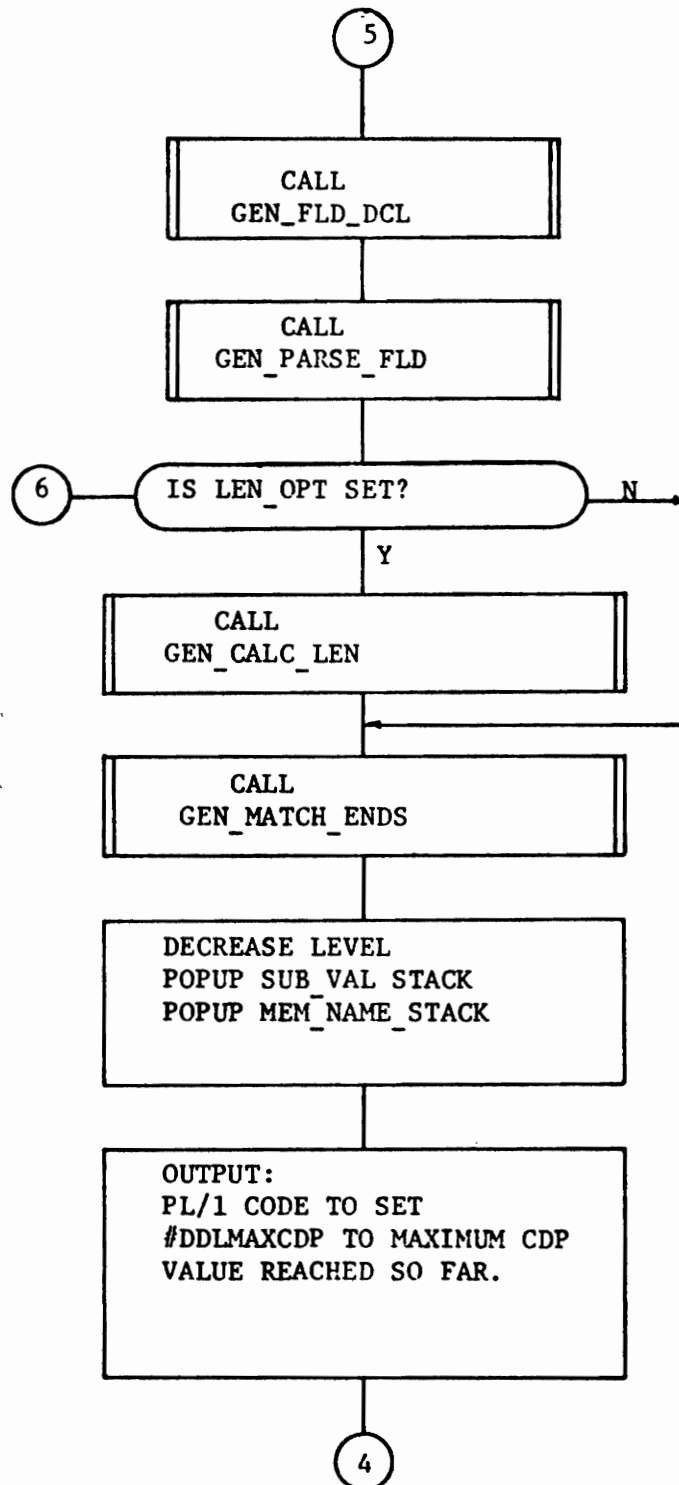 5
CALL
GEN_FLD_DCL
CALL
GEN_PARSE_FLD
6
IS LEN_OPT SET?
N
Y
CALL
GEN_CALC_LEN
CALL
GEN_MATCH_ENDS
DECREASE LEVEL
POPUP SUB_VAL STACK
POPUP MEM_NAME_STACK
OUTPUT:
PL/1 CODE TO SET
#DDLMAXCDP TO MAXIMUM CDP
VALUE REACHED SO FAR.
4